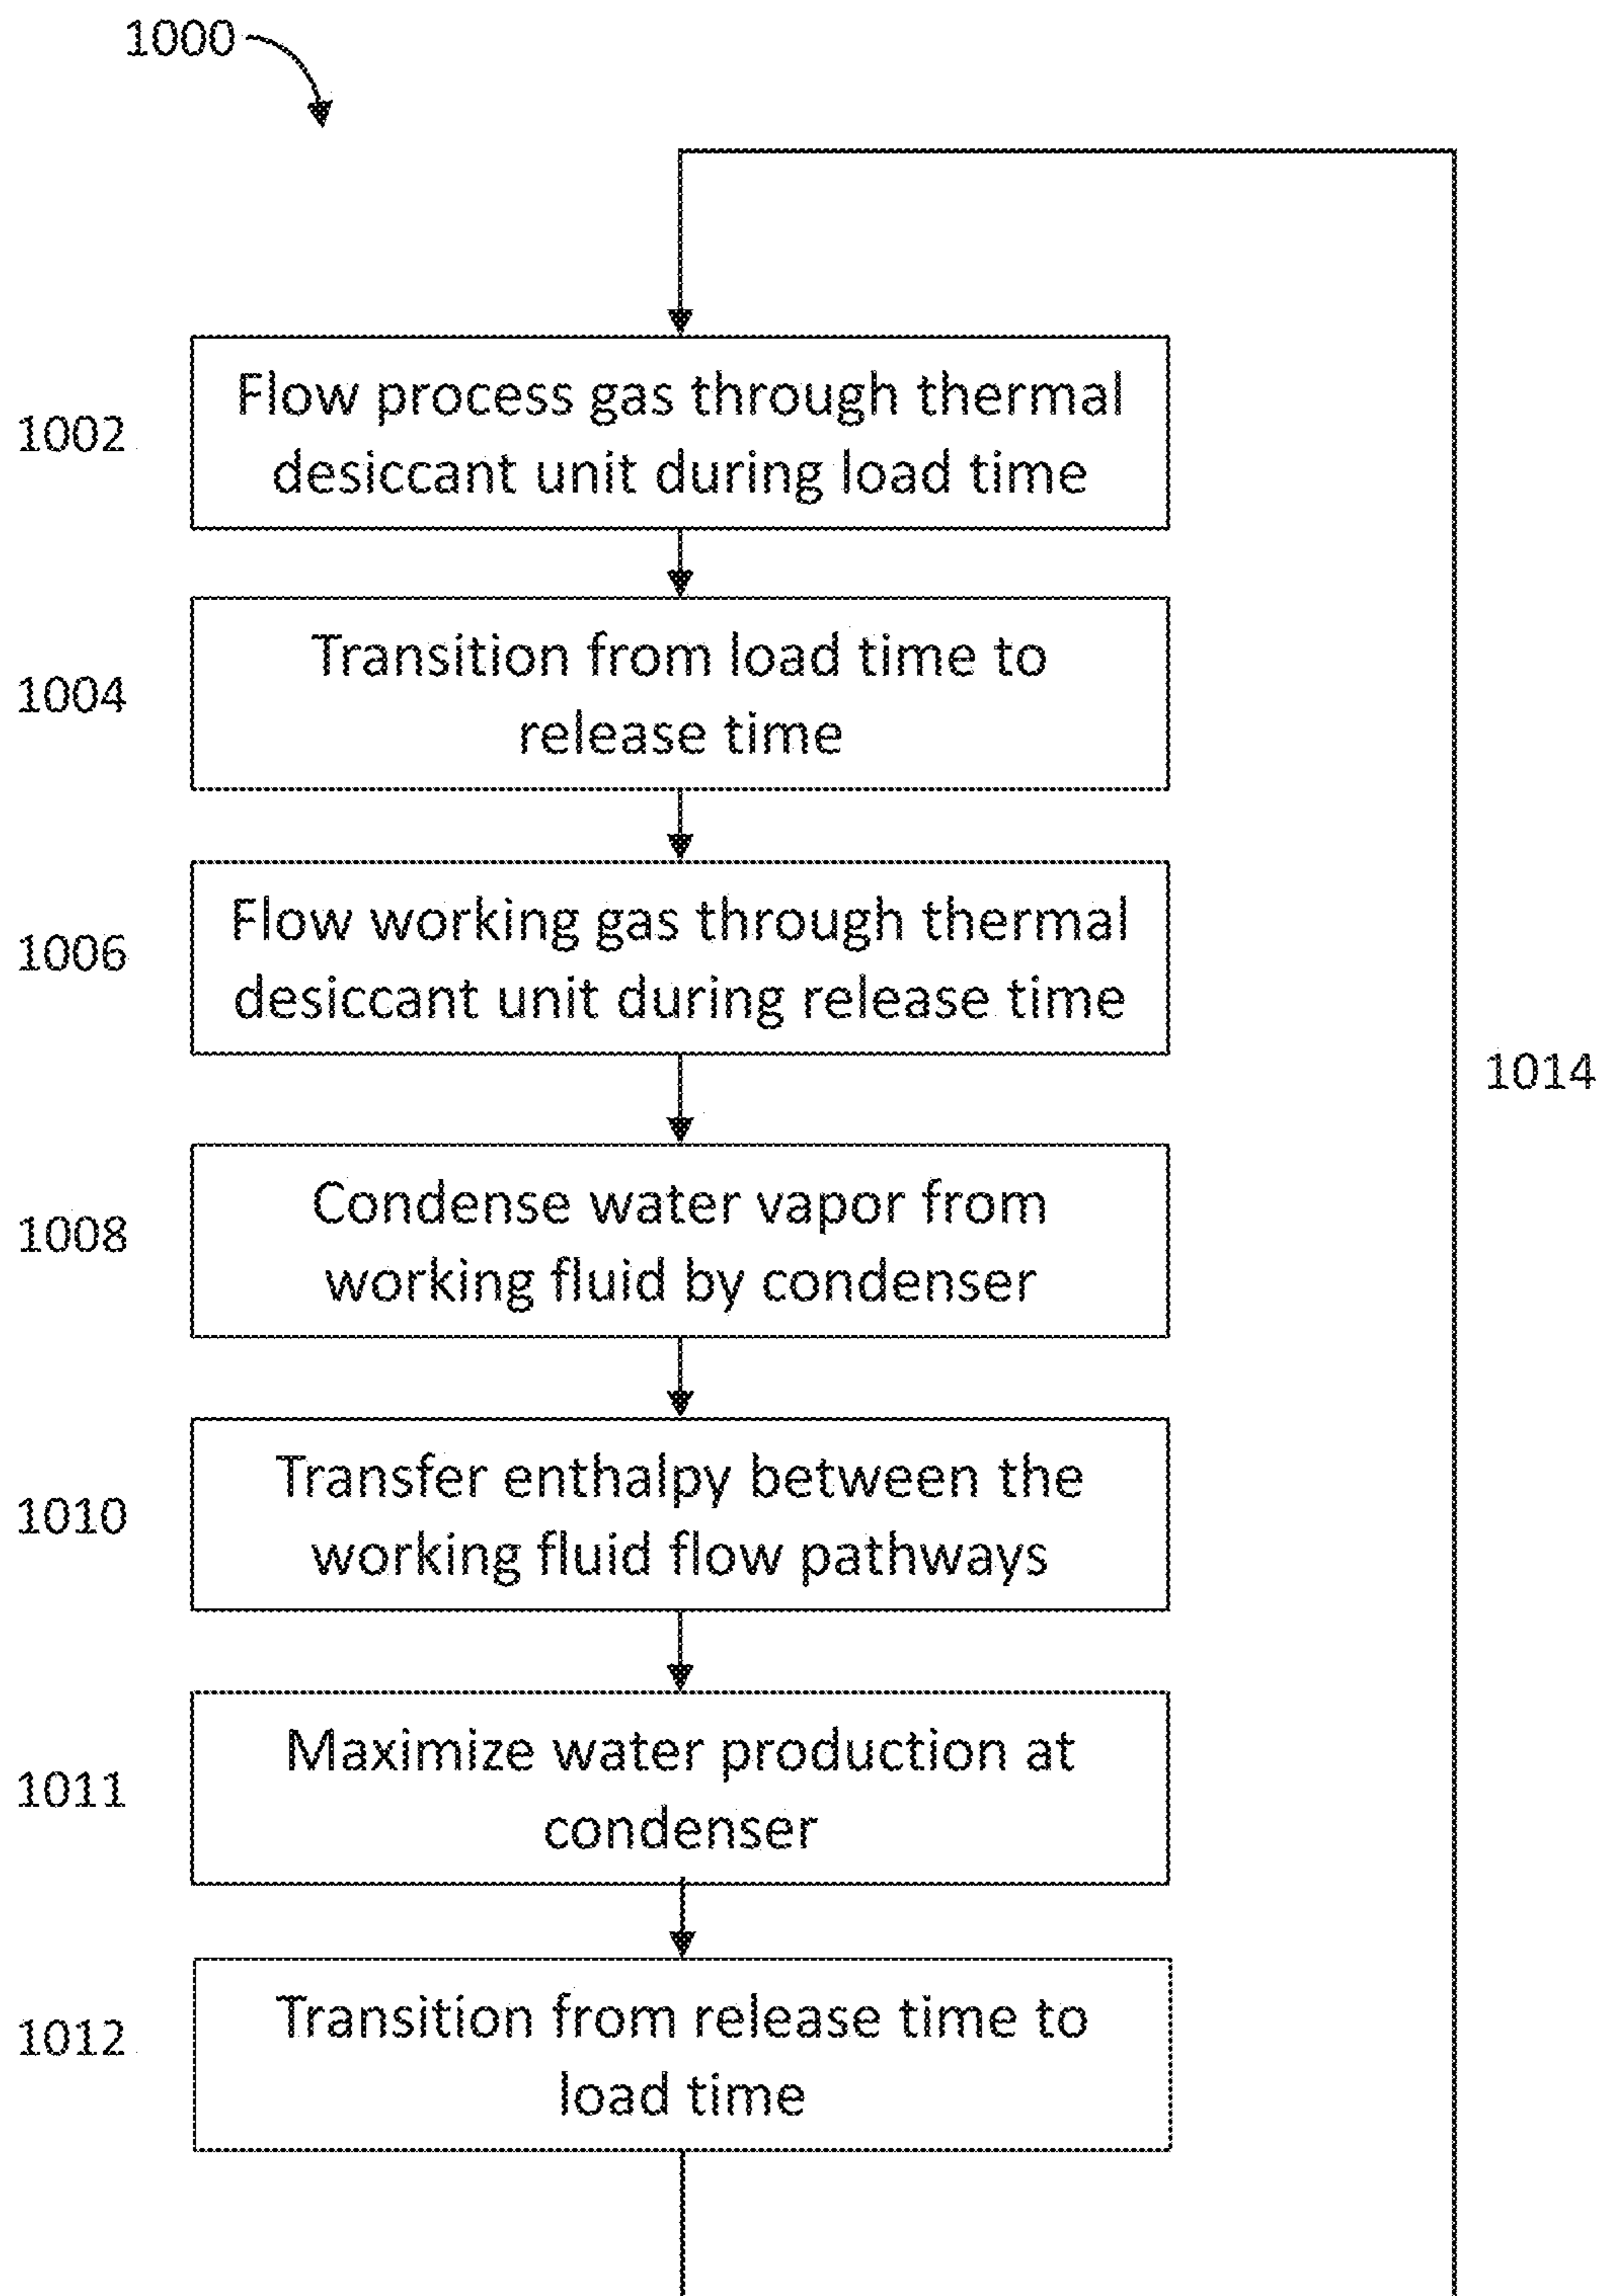 1000
1002
Flow process gas through thermal
desiccant unit during load time
1004
Transition from load time to
release time
1006
Flow working gas through thermal
desiccant unit during release time
1014
1008
Condense water vapor from
working fluid by condenser
1010
Transfer enthalpy between the
working fluid flow pathways
1011
Maximize water production at
condenser
1012
Transition from release time to
load time